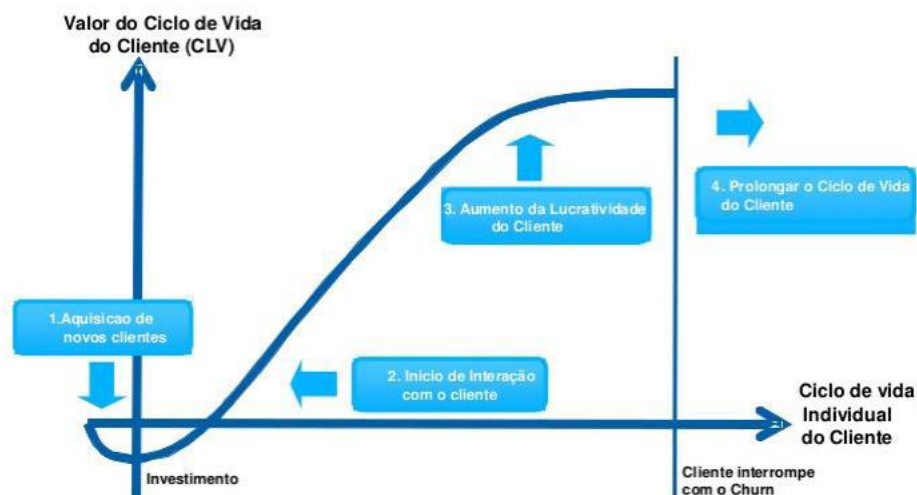 Valor do Ciclo de Vida
do Cliente (CLV)
4. Prolongar o Ciclo de Vida
do Cliente
3. Aumento da Lucratividade
do Cliente
1.Aquisicao de
novos clientes
2. Inicio de Interação
com o cliente
Ciclo de vida
Individual
do Cliente
Investimento
Cliente interrompe
com o Churn